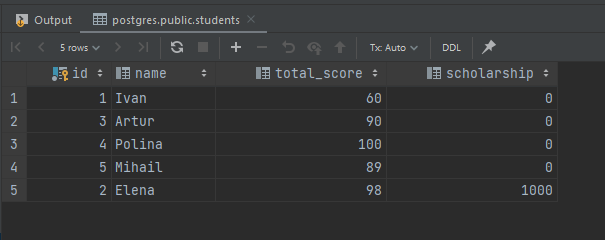 Output postgres.public.students
5 rows Tx: Auto DDL
id name total_score scholarship
1 1 Ivan 60 0
2 3 Artur 90 0
3 4 Polina 100 0
4 5 Mihail 89 0
5 2 Elena 98 1000